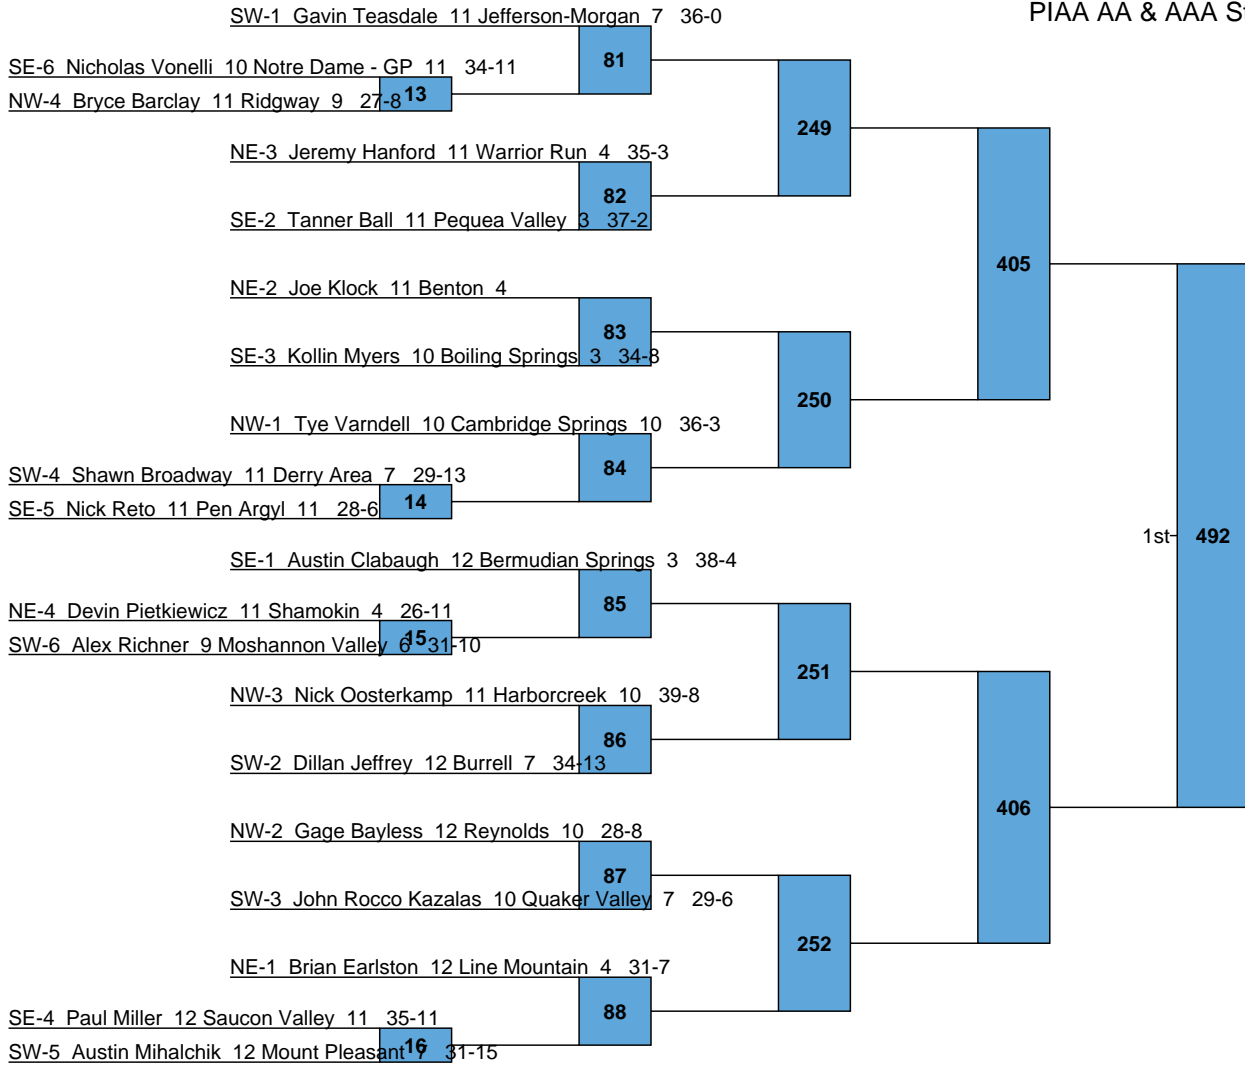 PIAA AA & AAA S
SW-1 Gavin Teasdale 11 Jefferson-Morgan 7 36-0
81
SE-6 Nicholas Vonelli 10 Notre Dame - GP 11 34-11
13
NW-4 Bryce Barclay 11 Ridgway 9 27-8
249
NE-3 Jeremy Hanford 11 Warrior Run 4 35-3
82
SE-2 Tanner Ball 11 Pequea Valley 3 37-2
405
NE-2 Joe Klock 11 Benton 4
83
SE-3 Kollin Myers 10 Boiling Springs 3 34-8
250
NW-1 Tye Varndell 10 Cambridge Springs 10 36-3
84
SW-4 Shawn Broadway 11 Derry Area 7 29-13
14
SE-5 Nick Reto 11 Pen Argyl 11 28-6
1st
492
SE-1 Austin Clabaugh 12 Bermudian Springs 3 38-4
85
NE-4 Devin Pietkiewicz 11 Shamokin 4 26-11
15
SW-6 Alex Richner 9 Moshannon Valley 6 31-10
251
NW-3 Nick Oosterkamp 11 Harborcreek 10 39-8
86
SW-2 Dillan Jeffrey 12 Burrell 7 34-13
406
NW-2 Gage Bayless 12 Reynolds 10 28-8
87
SW-3 John Rocco Kazalas 10 Quaker Valley 7 29-6
252
NE-1 Brian Earlston 12 Line Mountain 4 31-7
88
SE-4 Paul Miller 12 Saucon Valley 11 35-11
16
SW-5 Austin Mihalchik 12 Mount Pleasant 7 31-15